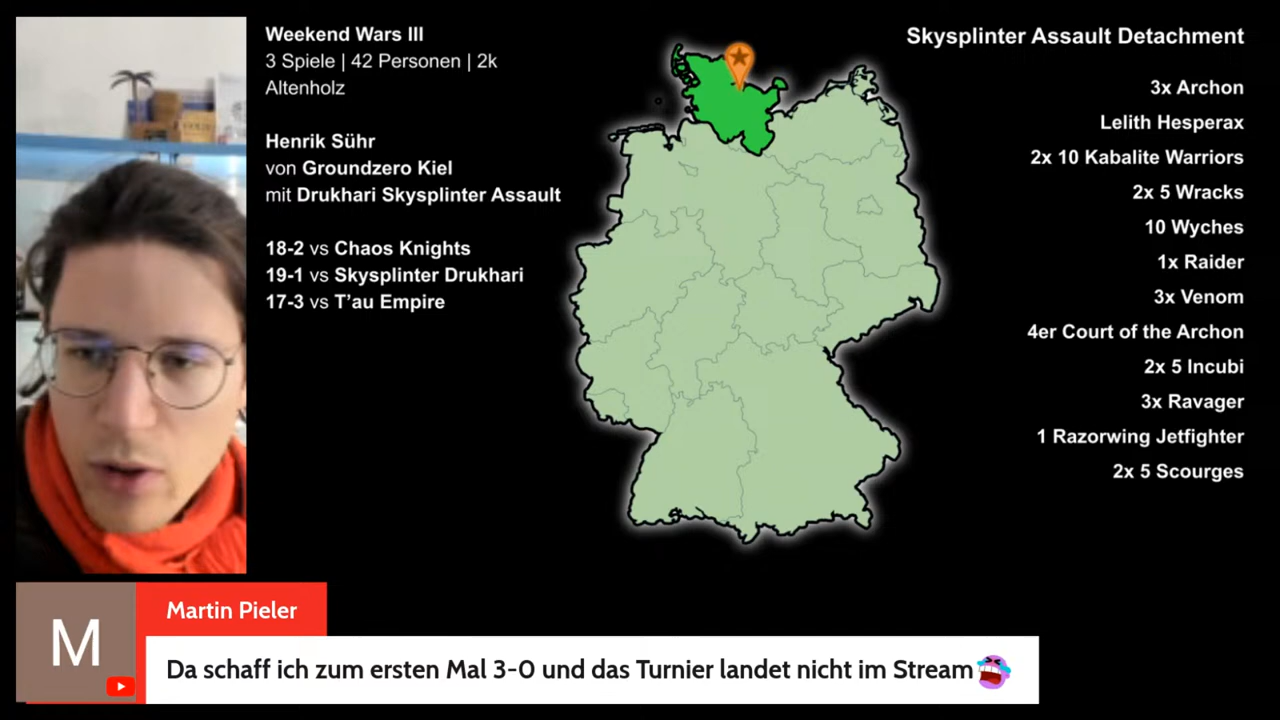 Weekend Wars III
3 Spiele | 42 Personen | 2k
Altenholz
Henrik Sühr
von Groundzero Kiel
mit Drukhari Skysplinter Assault
18-2 vs Chaos Knights
19-1 vs Skysplinter Drukhari
17-3 vs T'au Empire
Skysplinter Assault Detachment
3x Archon
Lelith Hesperax
2x 10 Kabalite Warriors
2x 5 Wracks
10 Wyches
1x Raider
3x Venom
4er Court of the Archon
2x 5 Incubi
3x Ravager
1 Razorwing Jetfighter
2x 5 Scourges
M
Martin Pieler
Da schaff ich zum ersten Mal 3-0 und das Turnier landet nicht im Stream